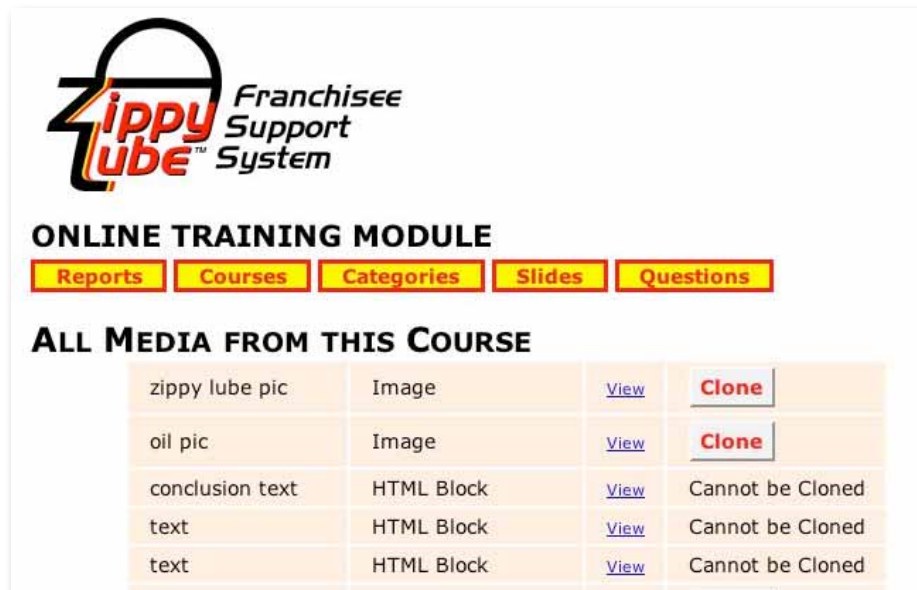 Zippy Lube™
Franchisee
Support
System
ONLINE TRAINING MODULE
Reports Courses Categories Slides Questions
ALL MEDIA FROM THIS COURSE
zippy lube pic Image View Clone
oil pic Image View Clone
conclusion text HTML Block View Cannot be Cloned
text HTML Block View Cannot be Cloned
text HTML Block View Cannot be Cloned